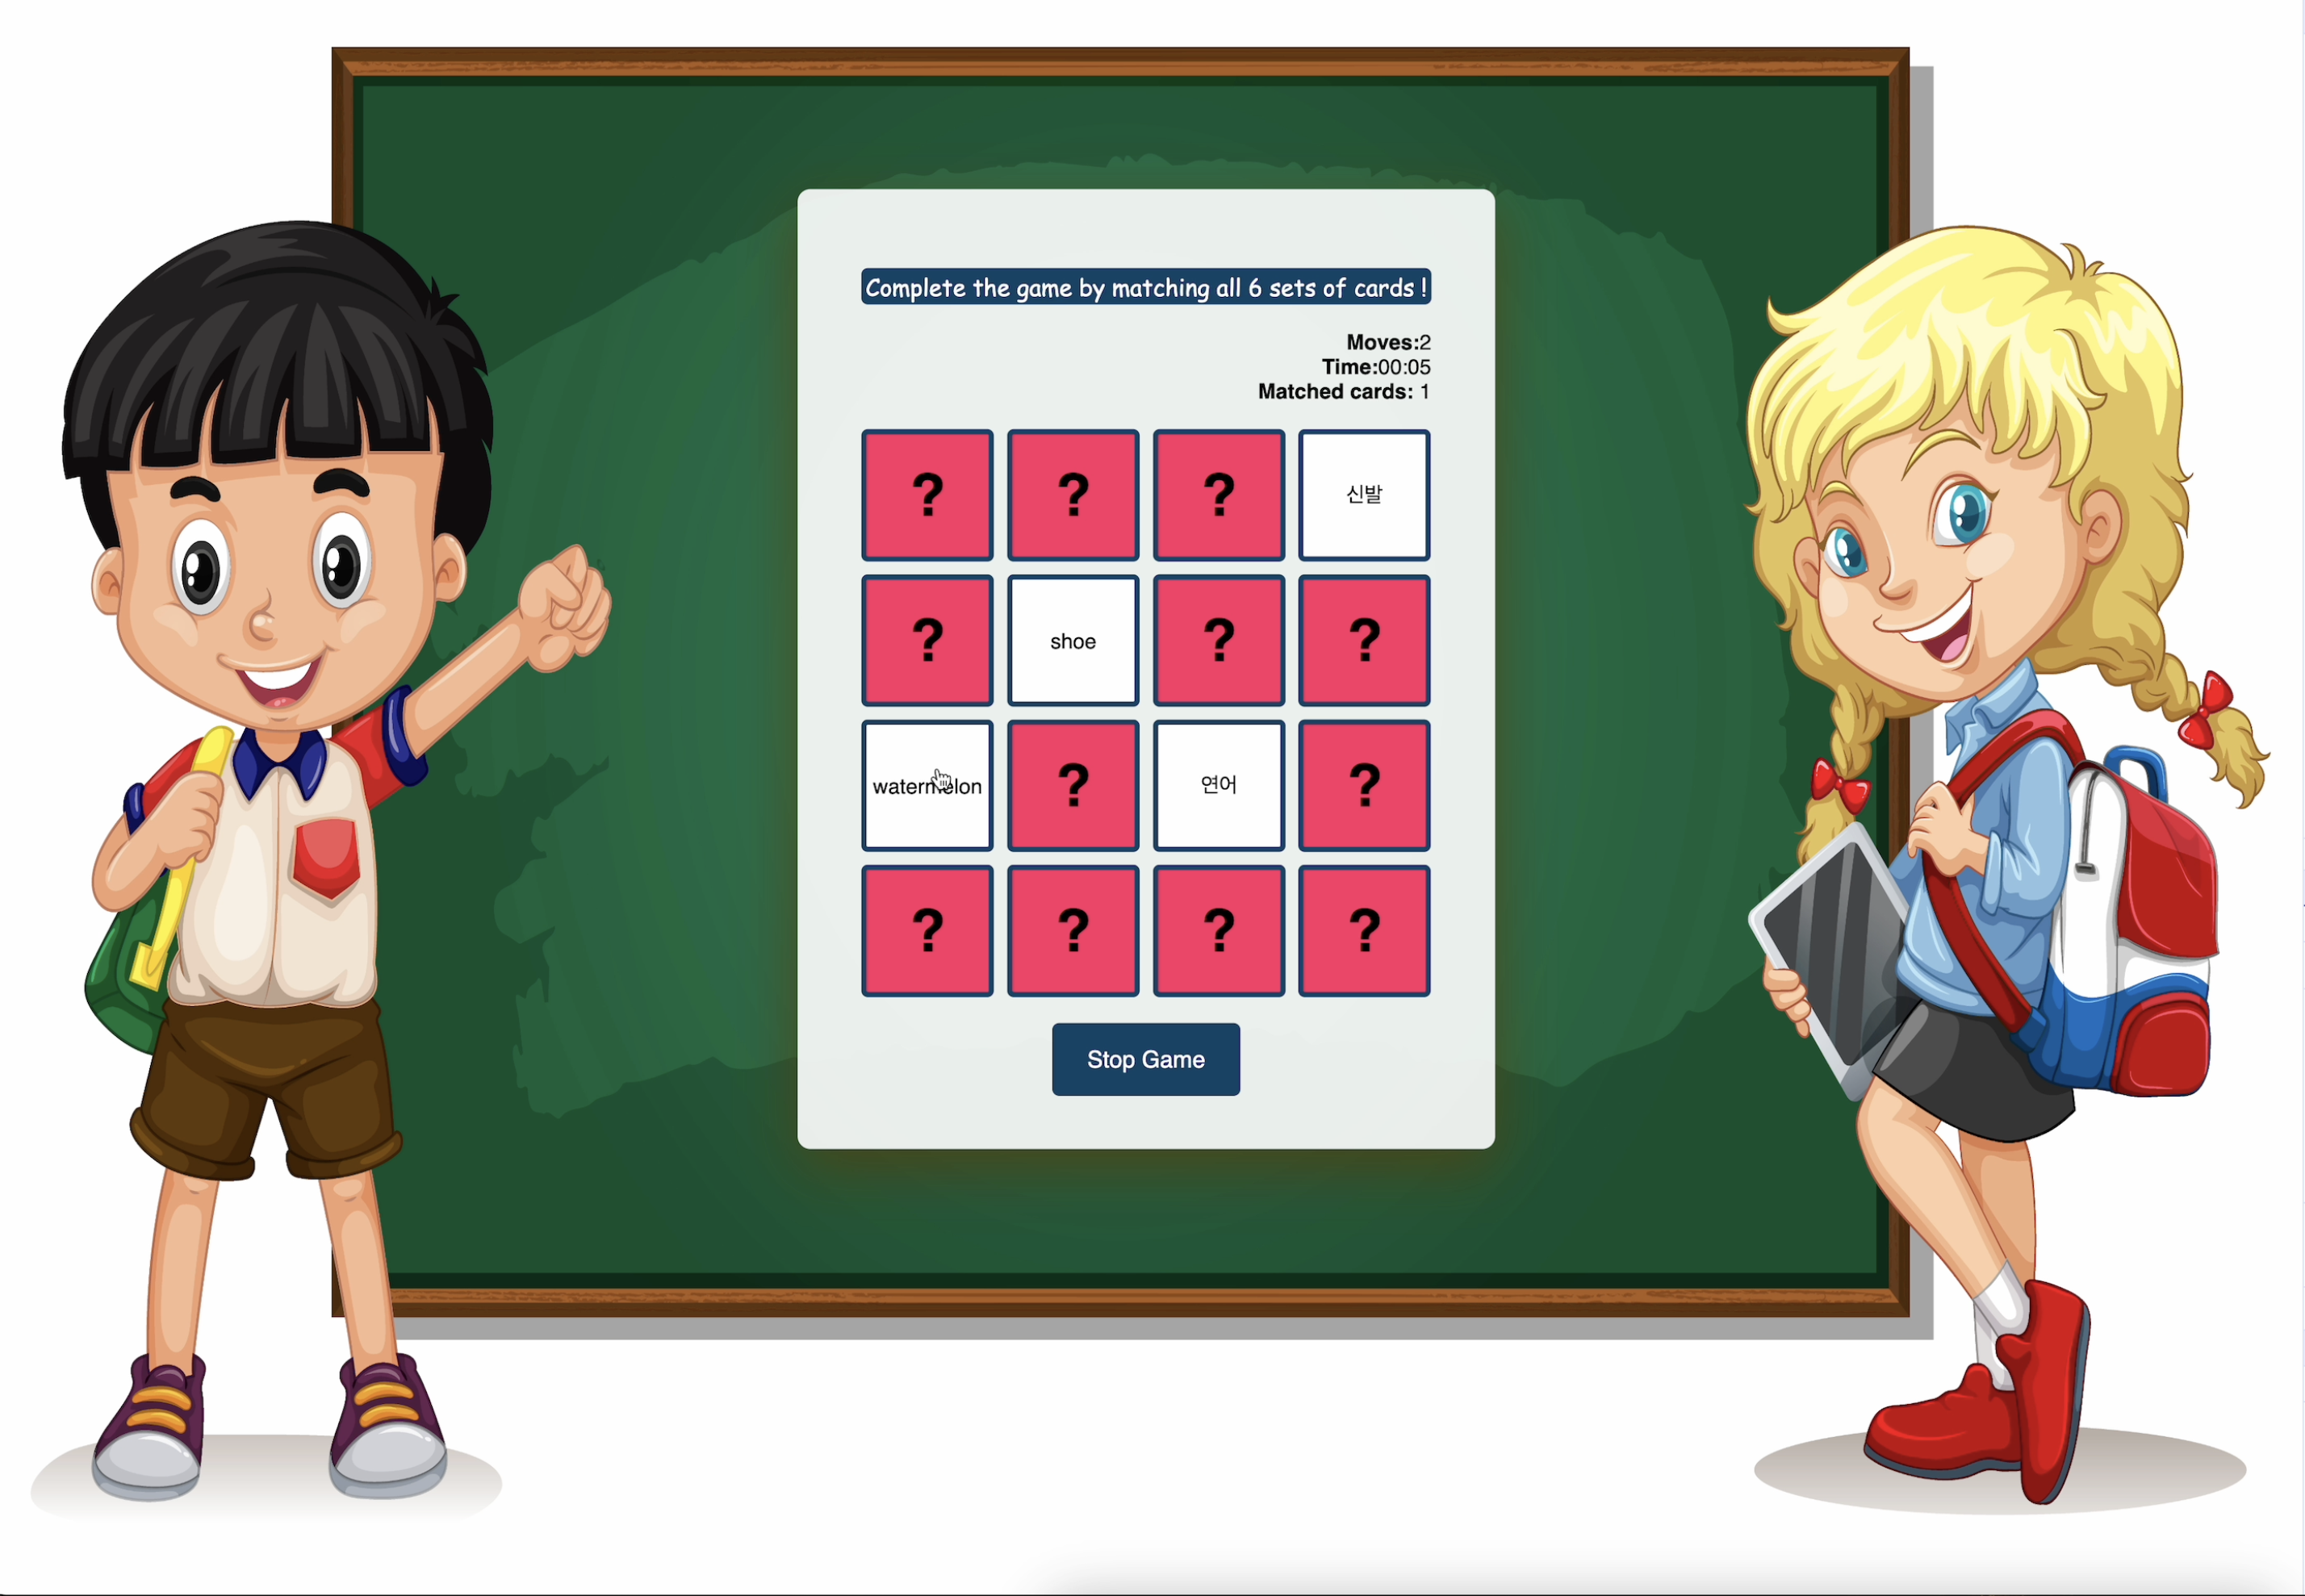 Complete the game by matching all 6 sets of cards !
Moves:2
Time:00:05
Matched cards: 1
? ? ? 신발
? shoe ? ?
watermelon ? 연어 ?
? ? ? ?
Stop Game